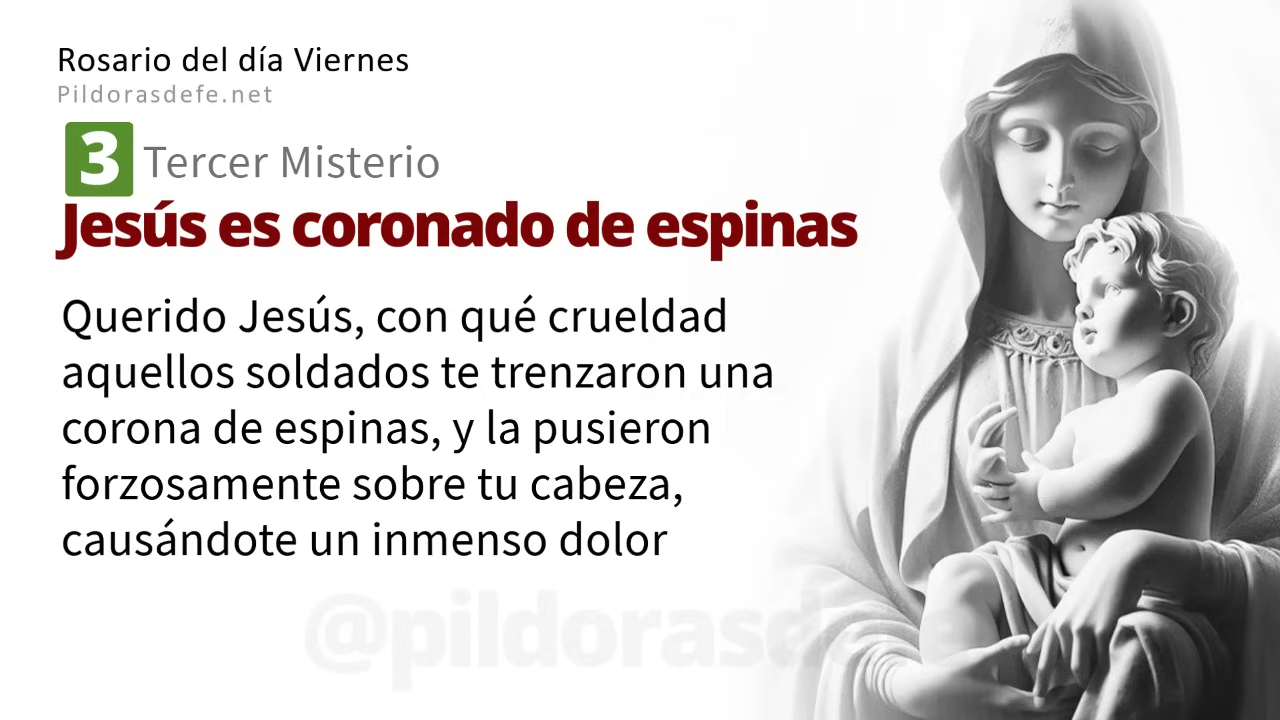 Rosario del día Viernes
Pildorasdefe.net
3 Tercer Misterio
Jesús es coronado de espinas
Querido Jesús, con qué crueldad
aquellos soldados te trenzaron una
corona de espinas, y la pusieron
forzosamente sobre tu cabeza,
causándote un inmenso dolor
@pildorasdefe